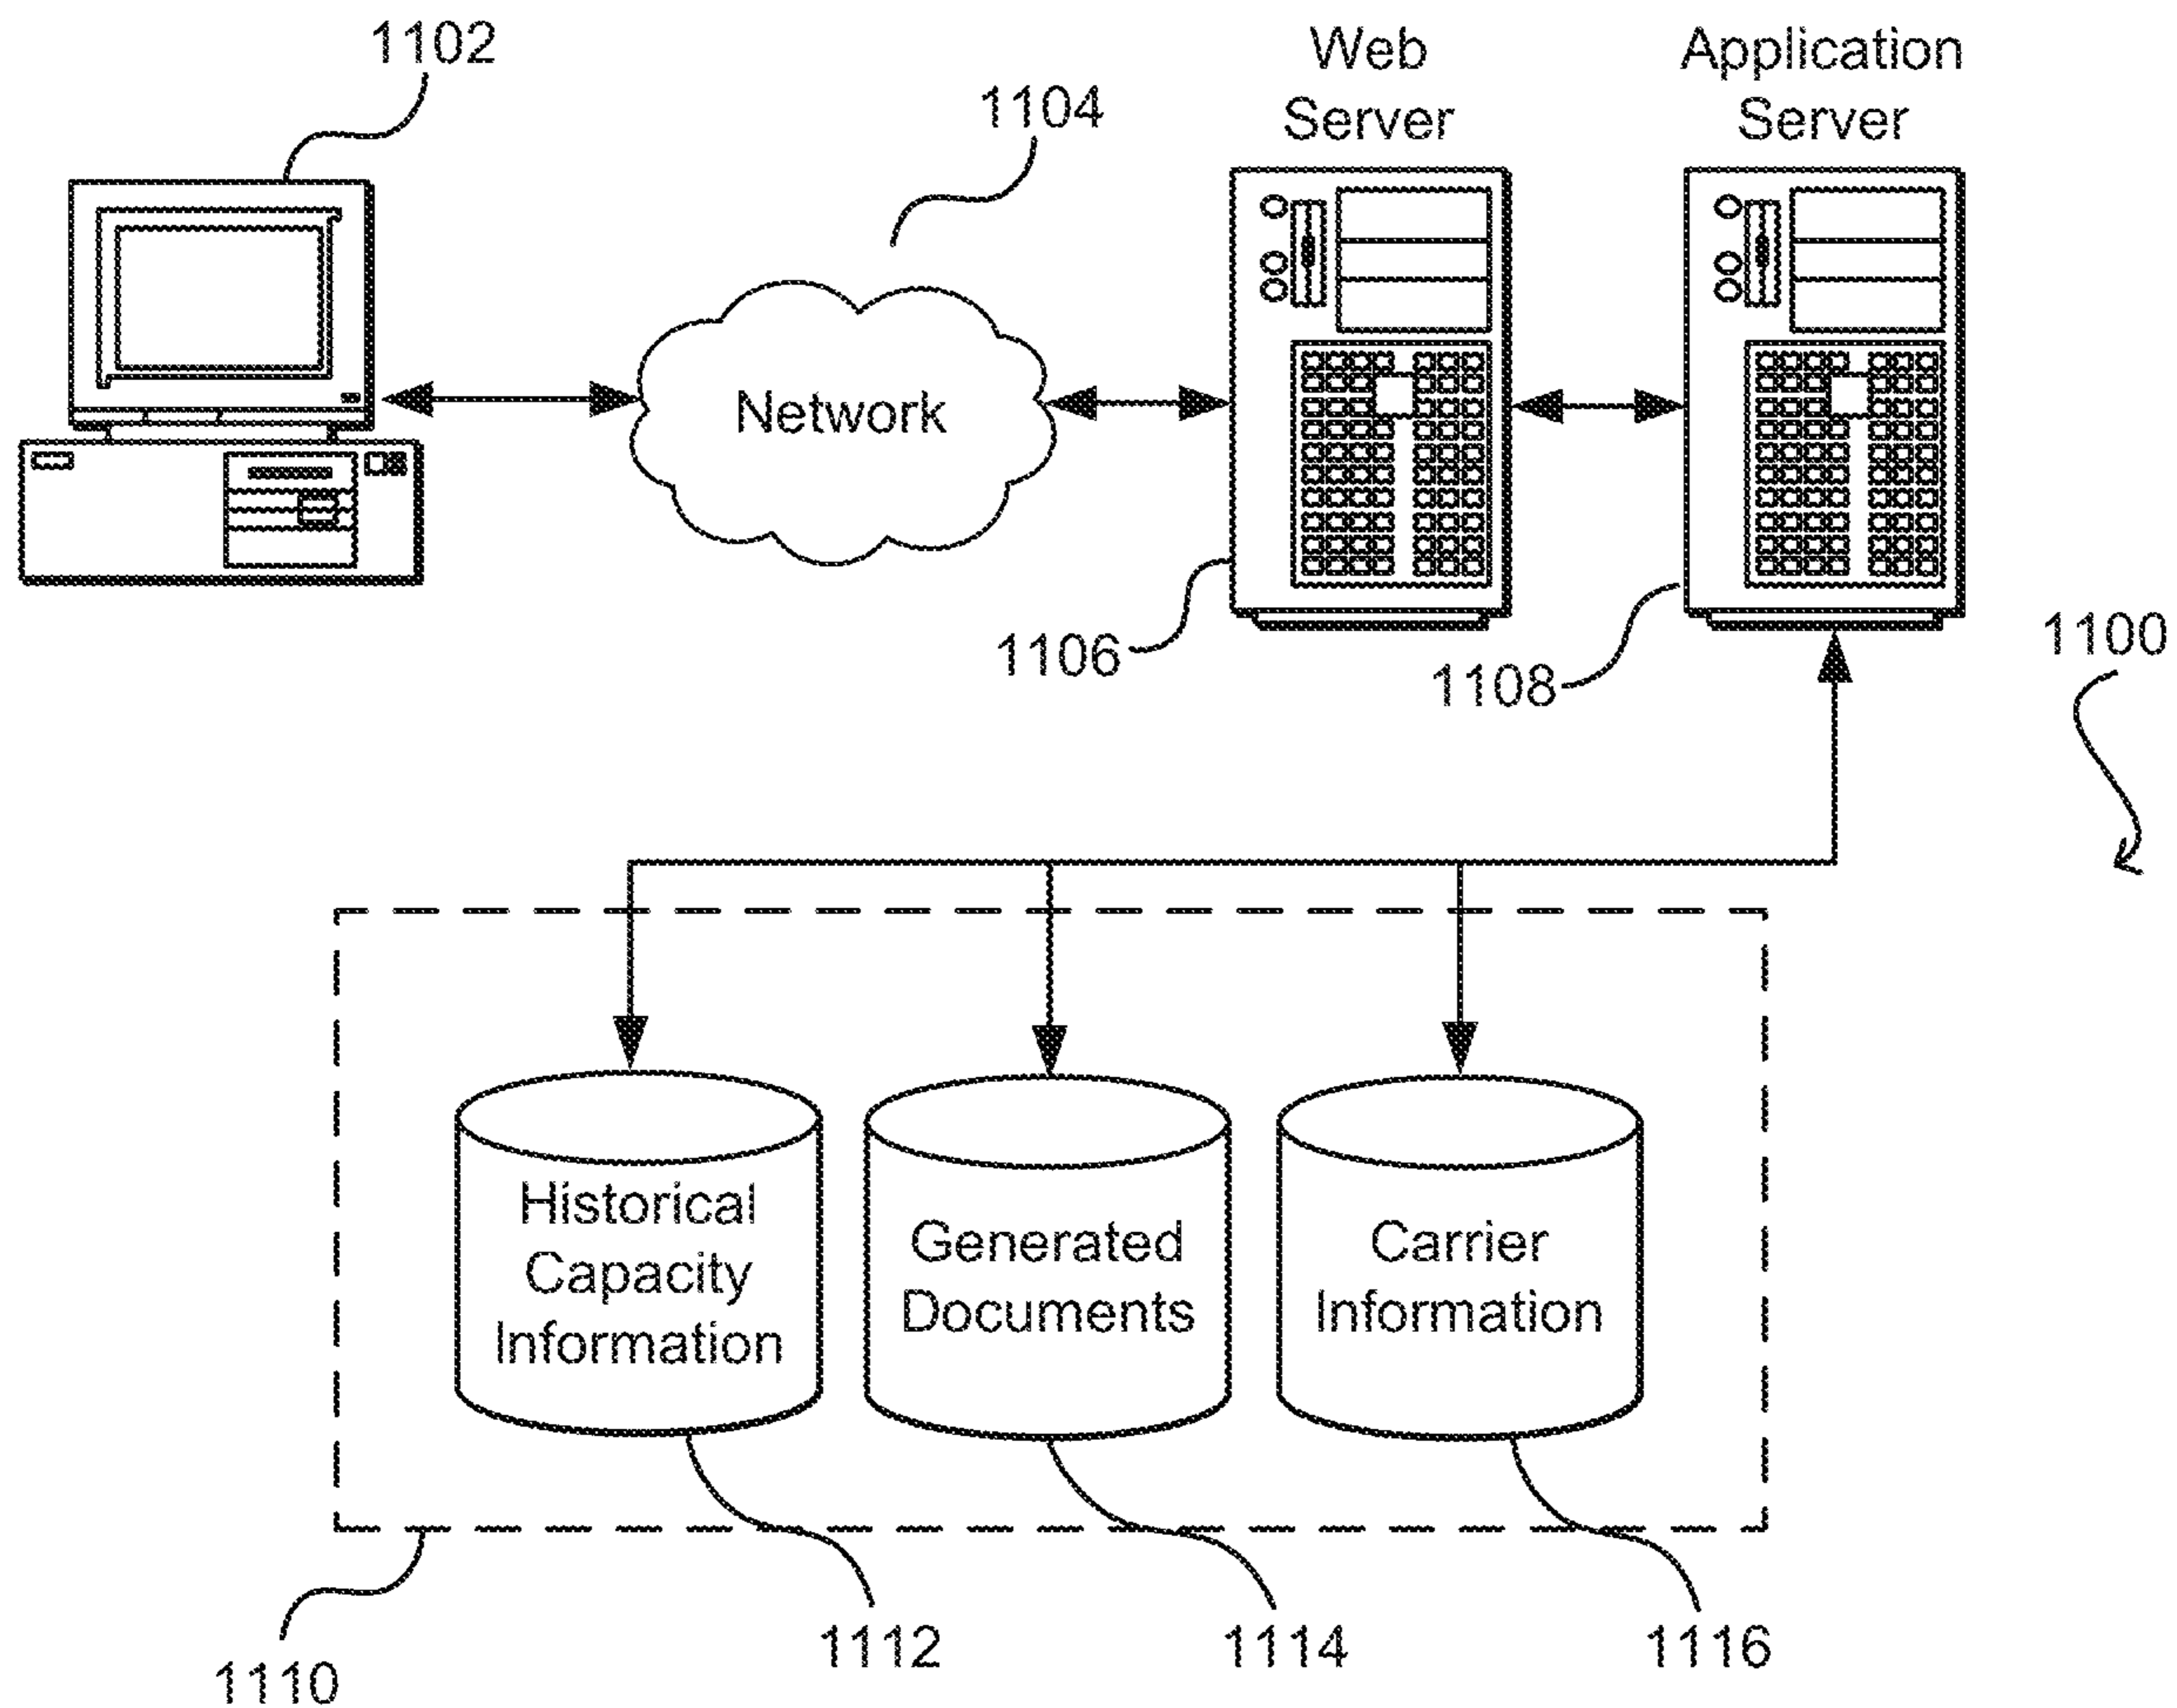 1102
1104
Web
Server
Application
Server
Network
1106
1108
1100
Historical
Capacity
Information
Generated
Documents
Carrier
Information
1110
1112
1114
1116